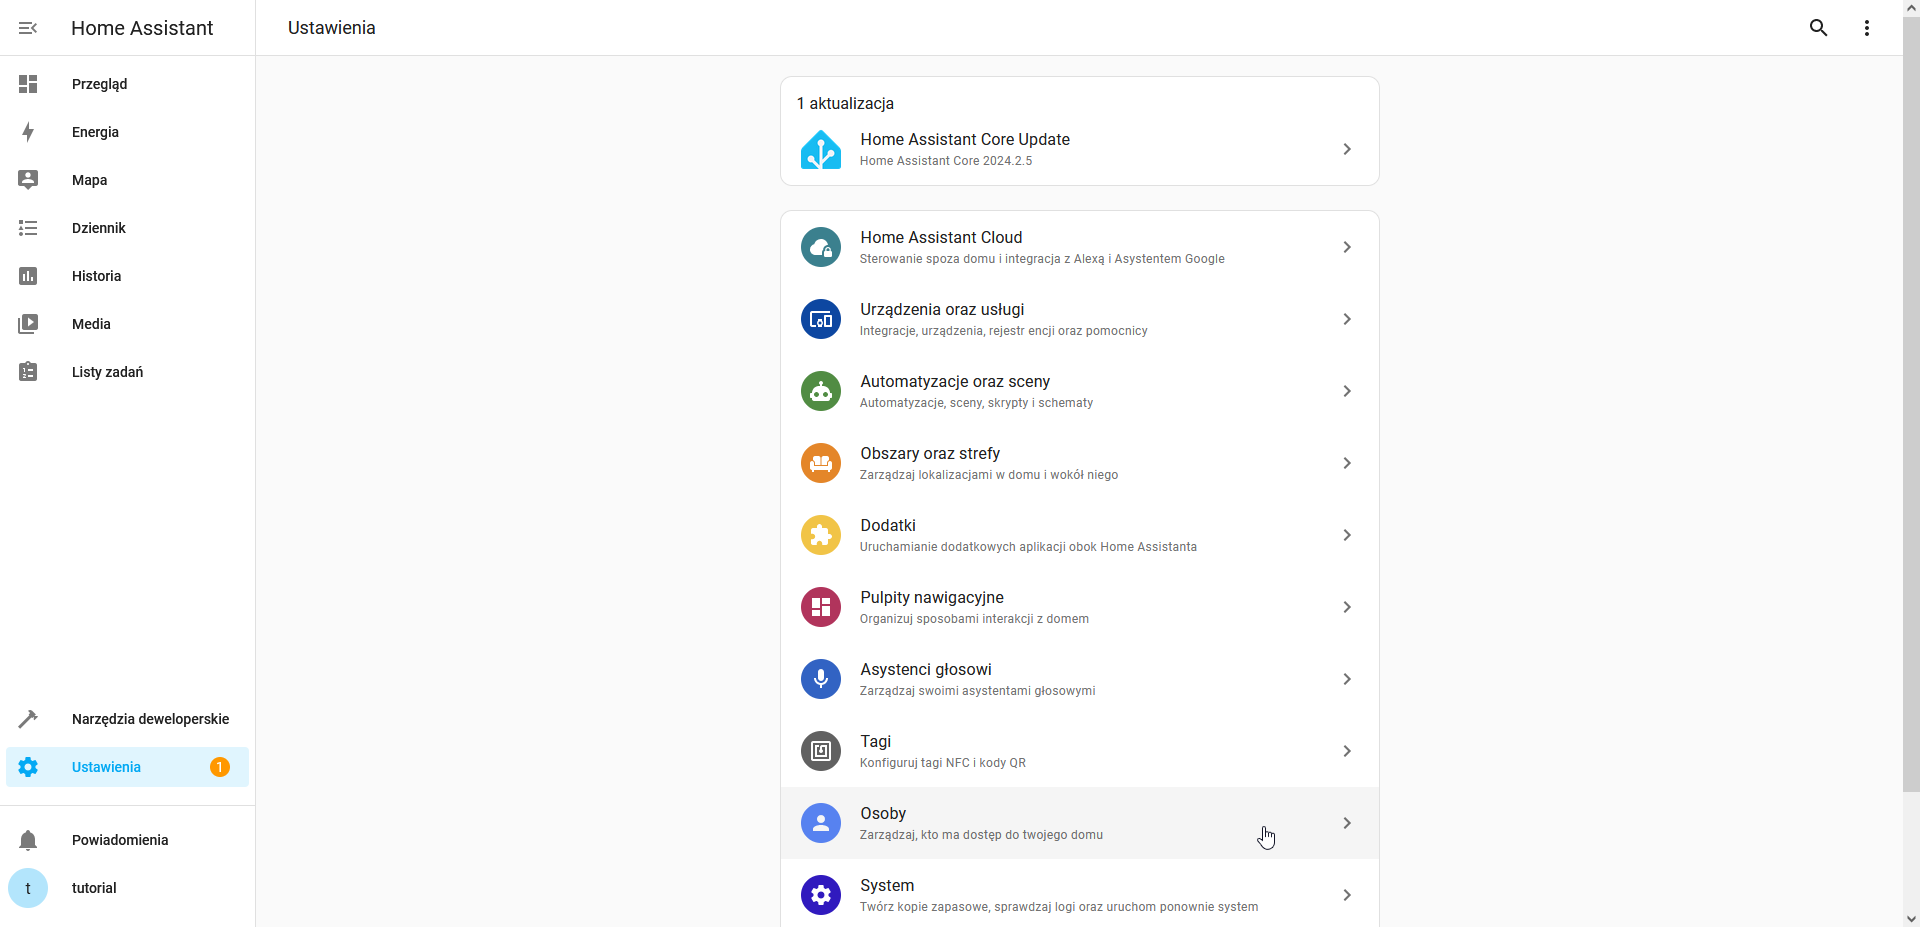 Home Assistant
Ustawienia
Przegląd
Energia
Mapa
Dziennik
Historia
Media
Listy zadań
Narzędzia deweloperskie
Ustawienia
1
Powiadomienia
t
tutorial
1 aktualizacja
Home Assistant Core Update
Home Assistant Core 2024.2.5
Home Assistant Cloud
Sterowanie spoza domu i integracja z Alexą i Asystentem Google
Urządzenia oraz usługi
Integracje, urządzenia, rejestr encji oraz pomocnicy
Automatyzacje oraz sceny
Automatyzacje, sceny, skrypty i schematy
Obszary oraz strefy
Zarządzaj lokalizacjami w domu i wokół niego
Dodatki
Uruchamianie dodatkowych aplikacji obok Home Assistanta
Pulpity nawigacyjne
Organizuj sposobami interakcji z domem
Asystenci głosowi
Zarządzaj swoimi asystentami głosowymi
Tagi
Konfiguruj tagi NFC i kody QR
Osoby
Zarządzaj, kto ma dostęp do twojego domu
System
Twórz kopie zapasowe, sprawdzaj logi oraz uruchom ponownie system